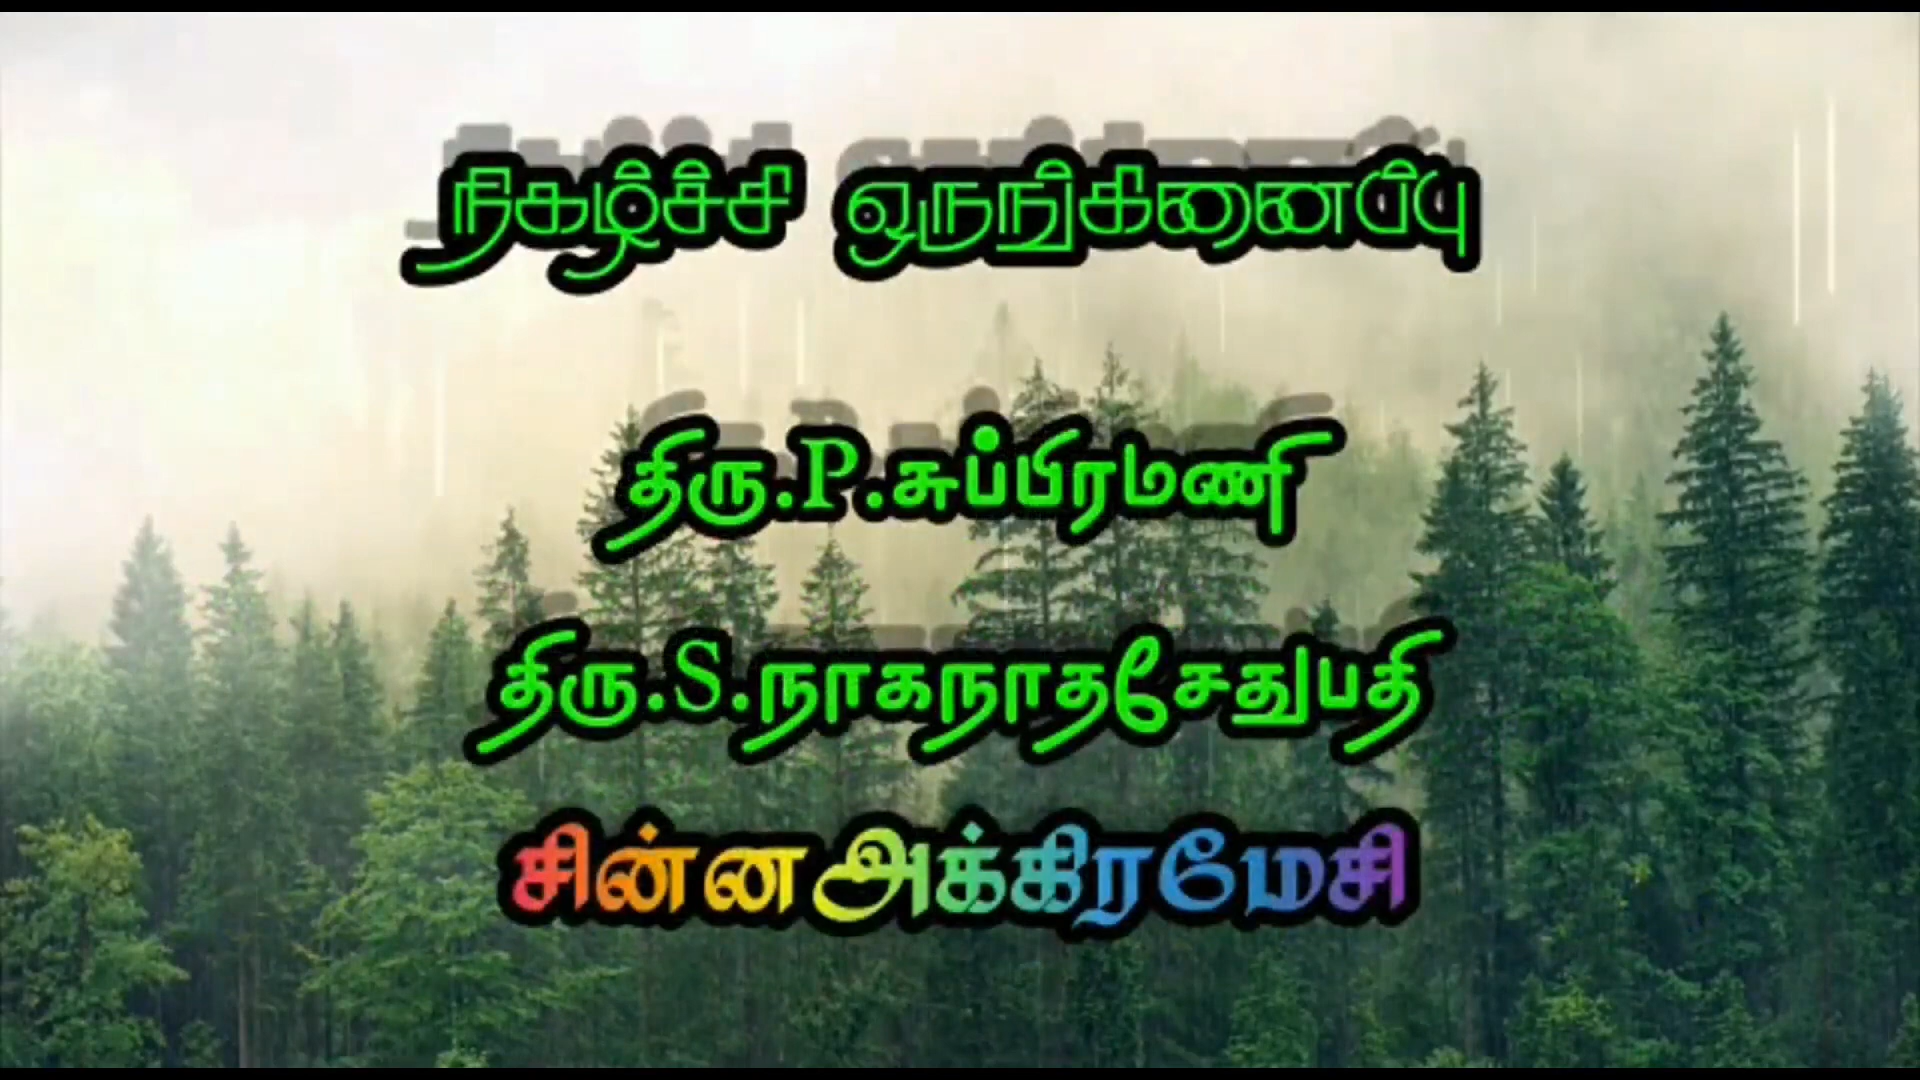 நிகழ்ச்சி ஒருங்கினைப்பு
திரு.P.சுப்பிரமணி
திரு.S.நாகநாதசேதுபதி
சின்னஅக்கிரமேசி